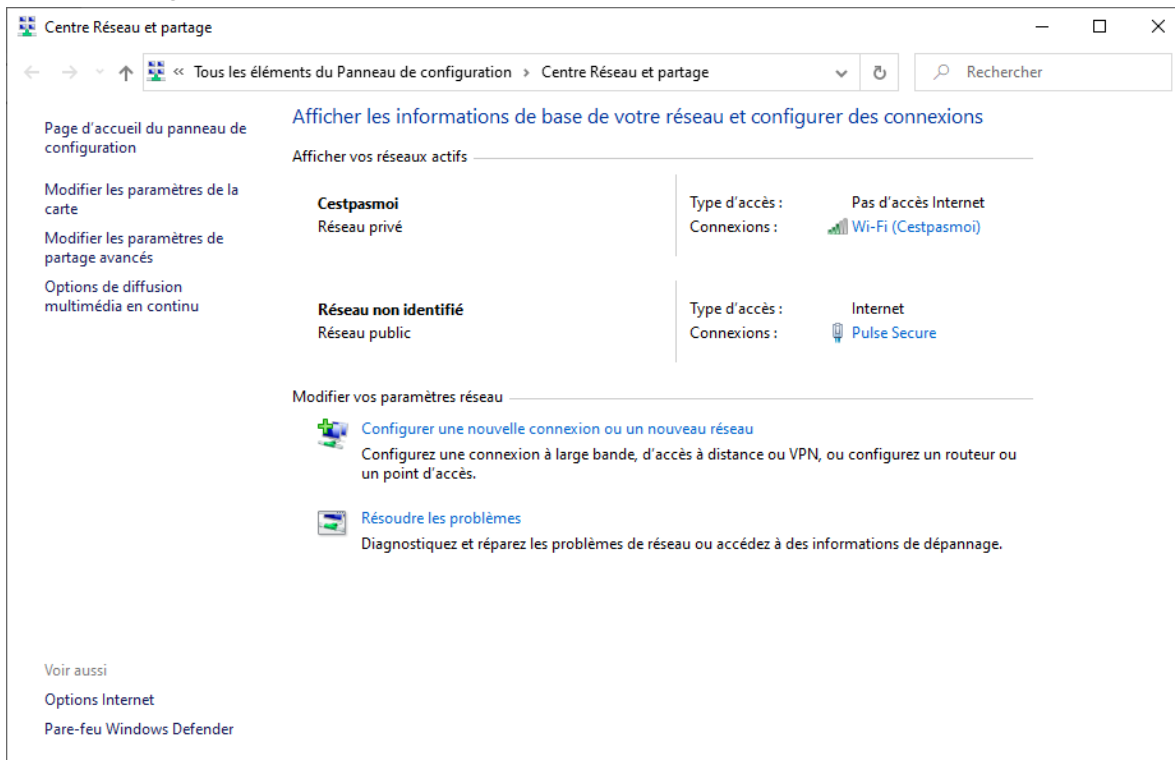 Centre Réseau et partage
« Tous les éléments du Panneau de configuration › Centre Réseau et partage
Rechercher
Page d'accueil du panneau de
configuration
Modifier les paramètres de la
carte
Modifier les paramètres de
partage avancés
Options de diffusion
multimédia en continu
Afficher les informations de base de votre réseau et configurer des connexions
Afficher vos réseaux actifs
Cestpasmoi
Réseau privé
Type d'accès : Pas d'accès Internet
Connexions : Wi-Fi (Cestpasmoi)
Réseau non identifié
Réseau public
Type d'accès : Internet
Connexions : Pulse Secure
Modifier vos paramètres réseau
Configurer une nouvelle connexion ou un nouveau réseau
Configurez une connexion à large bande, d'accès à distance ou VPN, ou configurez un routeur ou
un point d'accès.
Résoudre les problèmes
Diagnostiquez et réparez les problèmes de réseau ou accédez à des informations de dépannage.
Voir aussi
Options Internet
Pare-feu Windows Defender